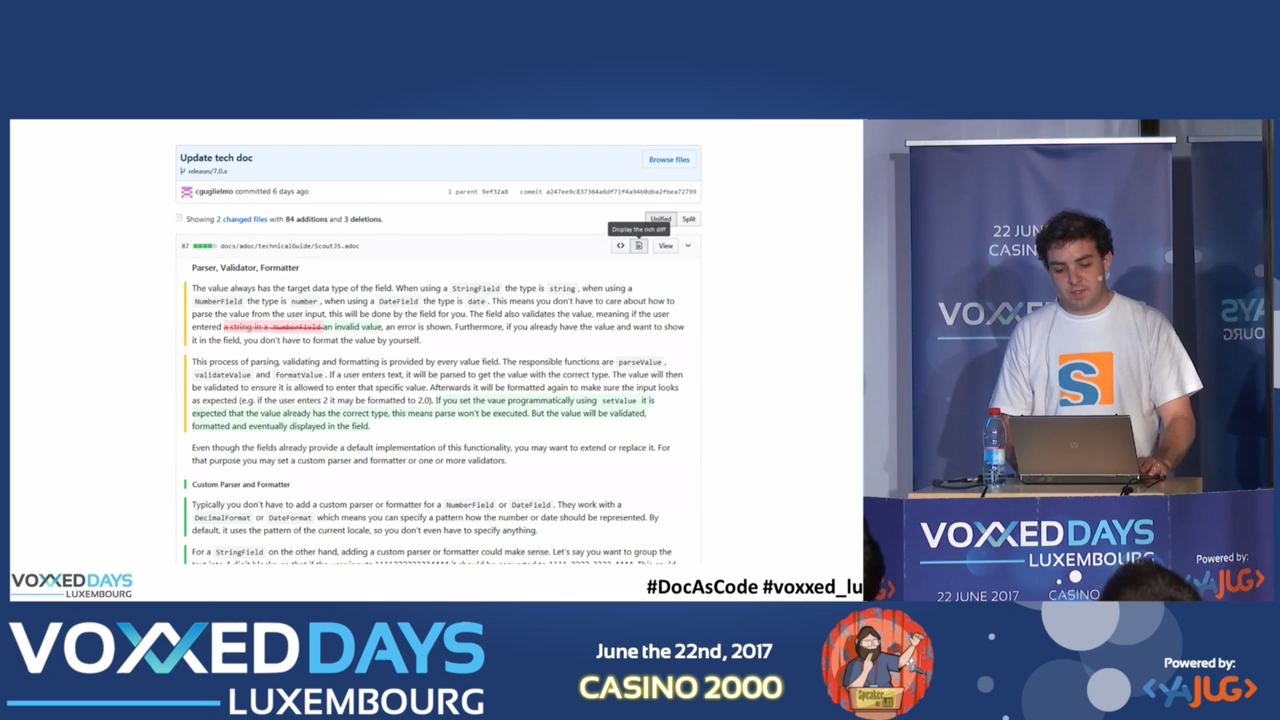 Update tech doc
releases/7.0.x
Browse files
cguglielmo committed 6 days ago
1 parent 9ef32a8 commit a247ee9c837364a6df71f4a94b0dba2fbea72799
Showing 2 changed files with 84 additions and 3 deletions.
Unified Split
Display the rich diff
87 docs/adoc/technicalGuide/ScoutJS.adoc
<> View
Parser, Validator, Formatter
The value always has the target data type of the field. When using a StringField the type is string, when using a
NumberField the type is number, when using a DateField the type is date. This means you don't have to care about how to
parse the value from the user input, this will be done by the field for you. The field also validates the value, meaning if the user
entered a string in a NumberField an invalid value, an error is shown. Furthermore, if you already have the value and want to show
it in the field, you don't have to format the value by yourself.
This process of parsing, validating and formatting is provided by every value field. The responsible functions are parseValue,
validateValue and formatValue. If a user enters text, it will be parsed to get the value with the correct type. The value will then
be validated to ensure it is allowed to enter that specific value. Afterwards it will be formatted again to make sure the input looks
as expected (e.g. if the user enters 2 it may be formatted to 2.0). If you set the vaue programmatically using setValue it is
expected that the value already has the correct type, this means parse won't be executed. But the value will be validated,
formatted and eventually displayed in the field.
Even though the fields already provide a default implementation of this functionality, you may want to extend or replace it. For
that purpose you may set a custom parser and formatter or one or more validators.
Custom Parser and Formatter
Typically you don't have to add a custom parser or formatter for a NumberField or DateField. They work with a
DecimalFormat or DateFormat which means you can specify a pattern how the number or date should be represented. By
default, it uses the pattern of the current locale, so you don't even have to specify anything.
For a StringField on the other hand, adding a custom parser or formatter could make sense. Let's say you want to group the
VOXXEDDAYS
LUXEMBOURG
#DocAsCode #voxxed_lu
22 JUN
CASINO
VO
S
hp
VOXXEDDAYS
LUXEMBOURG
22 JUNE 2017
CASINO
Powered by:
YAJUG>
VOXXEDDAYS
LUXEMBOURG
June the 22nd, 2017
CASINO 2000
Speaker
Powered by:
<YAJUG>